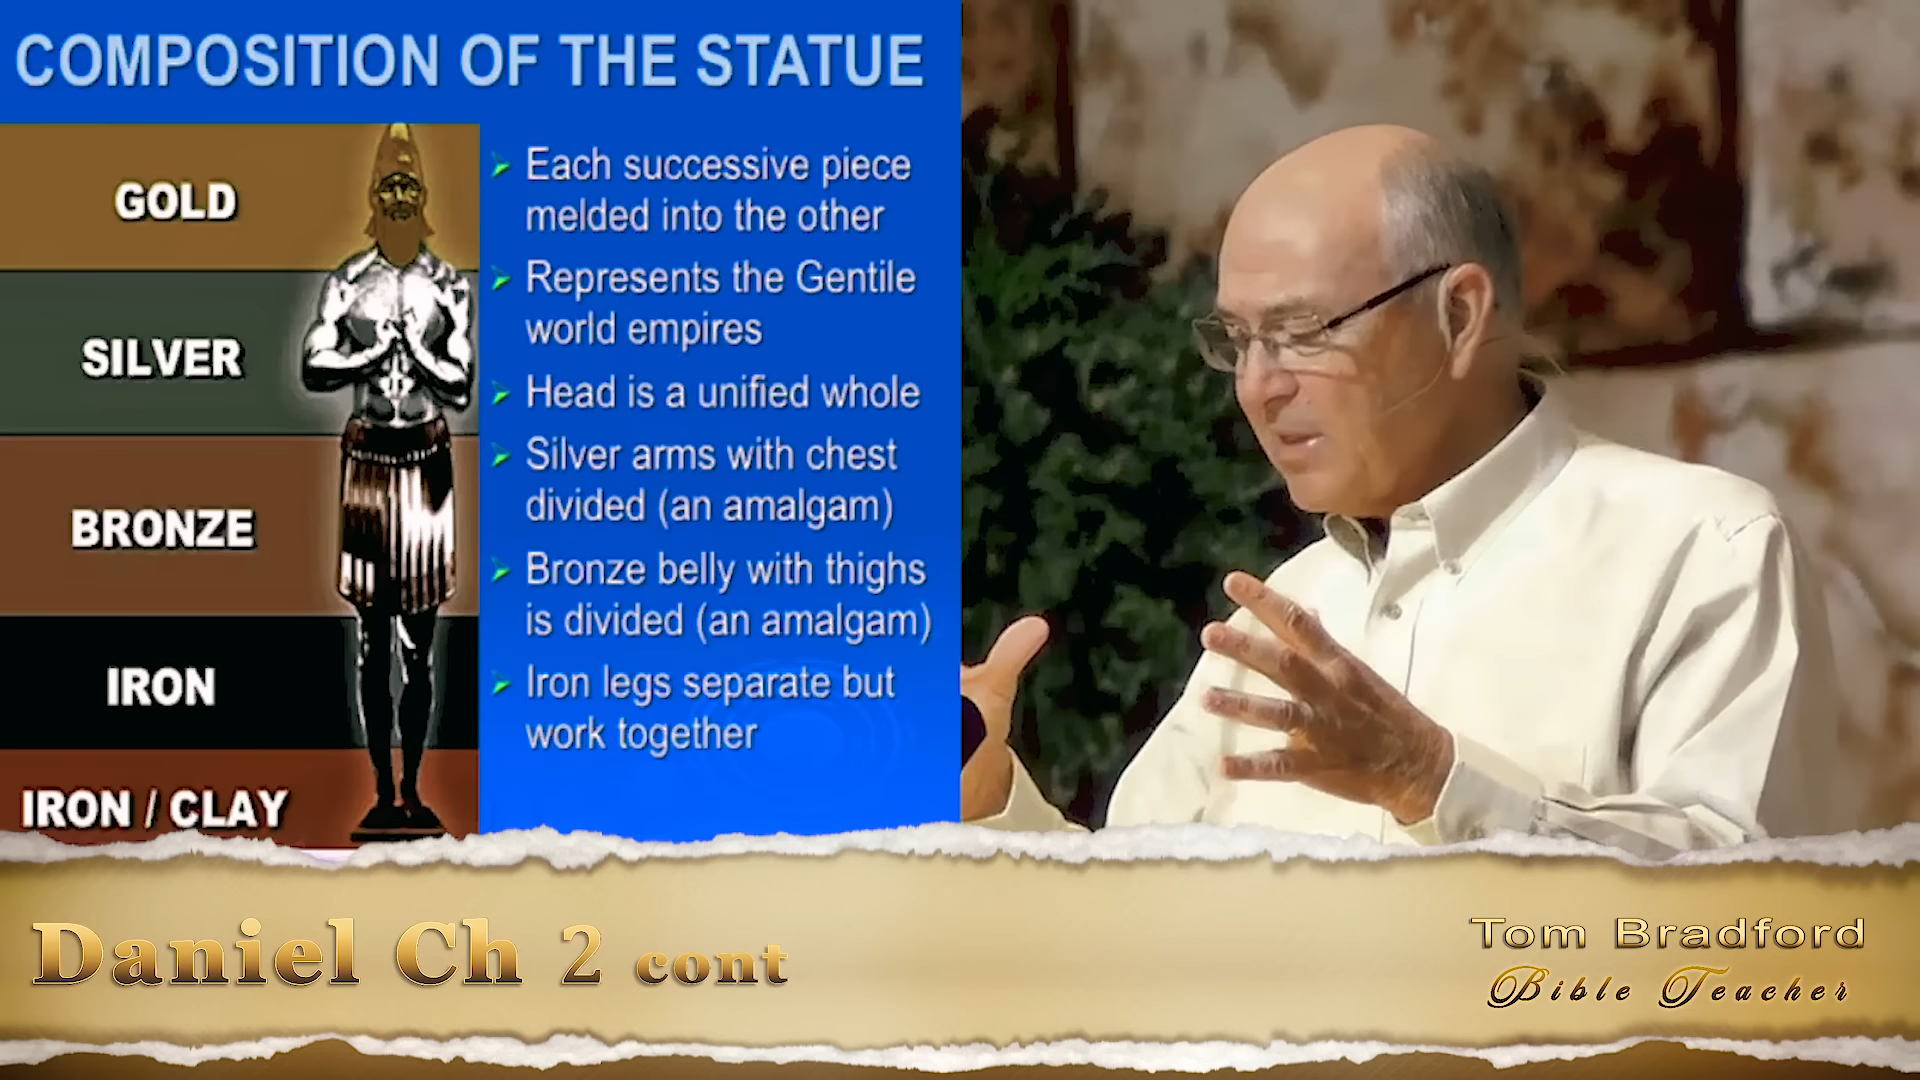 COMPOSITION OF THE STATUE
GOLD
SILVER
BRONZE
IRON
IRON / CLAY
Each successive piece
melded into the other
Represents the Gentile
world empires
Head is a unified whole
Silver arms with chest
divided (an amalgam)
Bronze belly with thighs
is divided (an amalgam)
Iron legs separate but
work together
Daniel Ch 2 cont
Tom Bradford
Bible Teacher